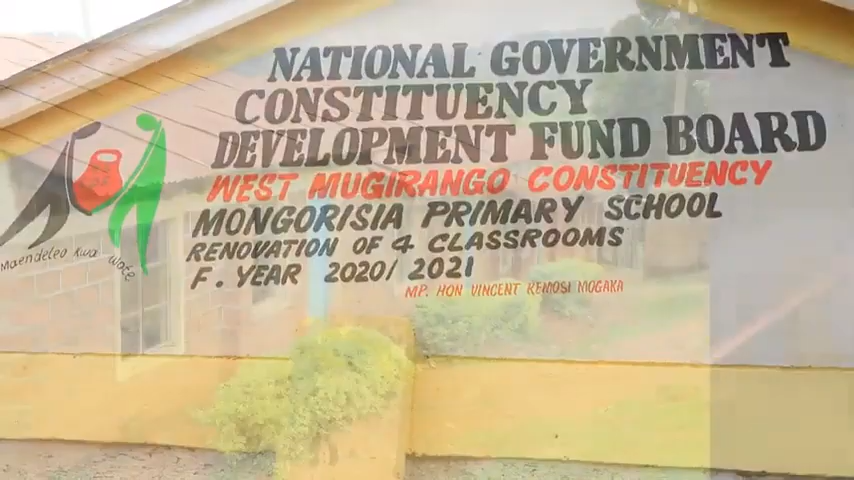 NATIONAL GOVERNMENT
CONSTITUENCY
DEVELOPMENT FUND BOARD
WEST MUGIRANGO CONSTITUENCY
MONGORISIA PRIMARY SCHOOL
RENOVATION OF 4 CLASSROOMS
F. YEAR 2020/2021
MP. HON VINCENT KEMOSI MOGAKA
Maendeleo Kwa Wote